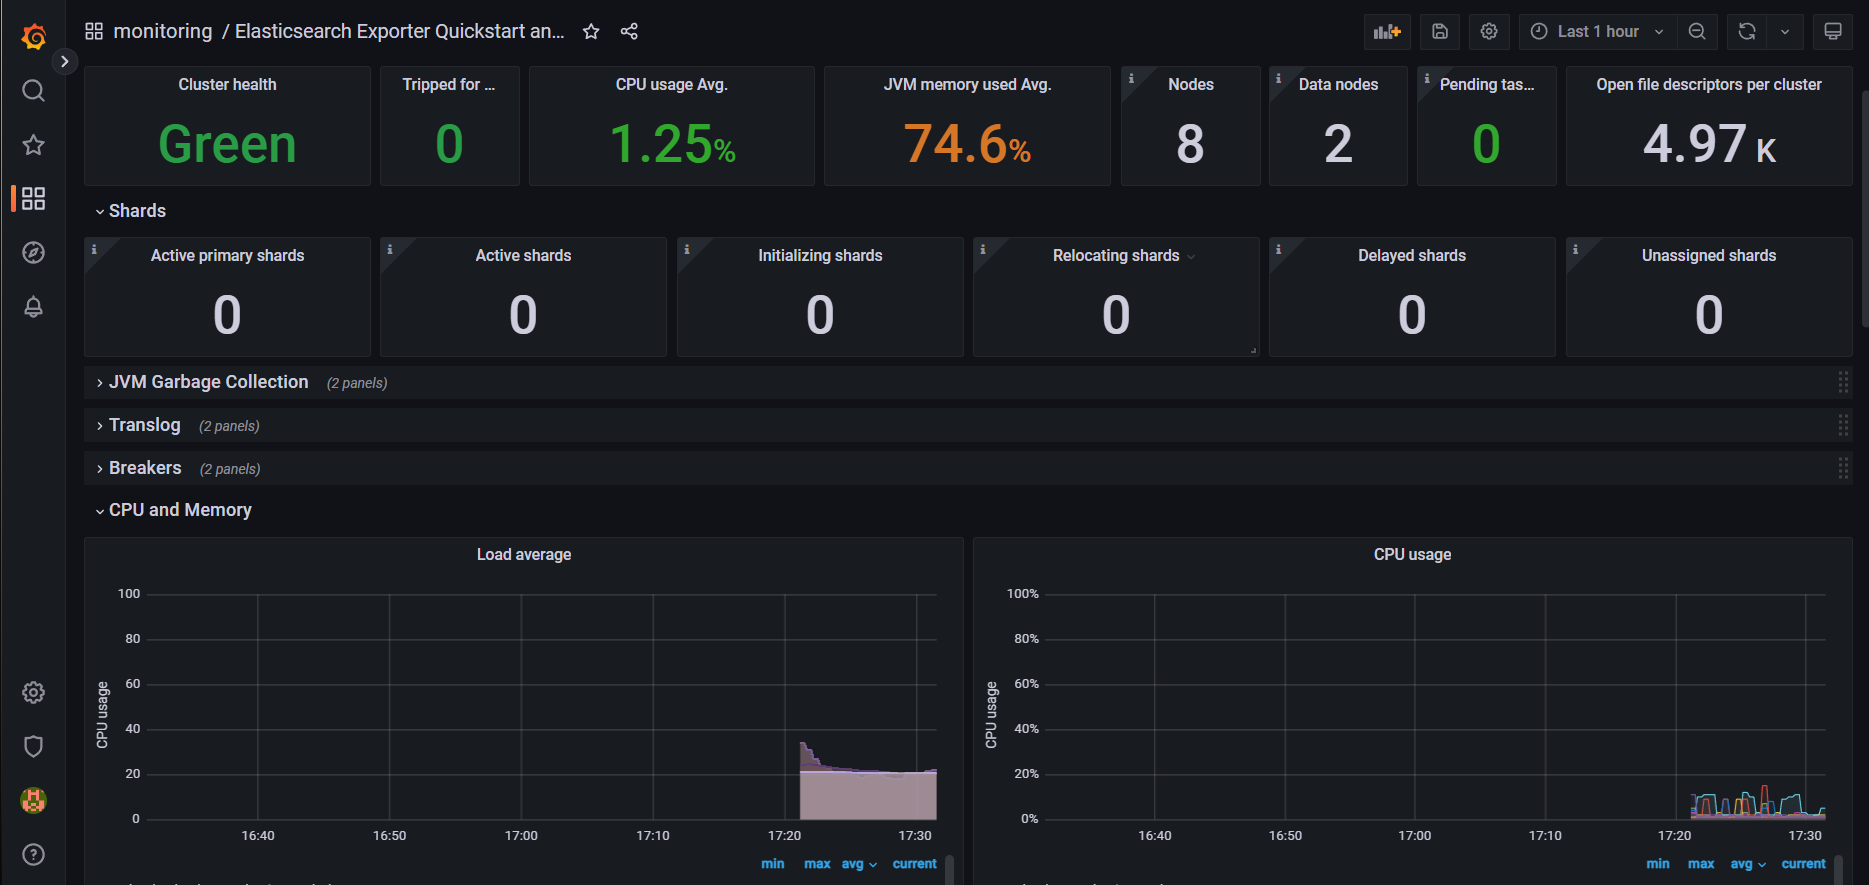 monitoring / Elasticsearch Exporter Quickstart an...
Last 1 hour
Cluster health
Green
Tripped for ...
0
CPU usage Avg.
1.25%
JVM memory used Avg.
74.6%
Nodes
8
Data nodes
2
Pending tas...
0
Open file descriptors per cluster
4.97 K
Shards
Active primary shards
0
Active shards
0
Initializing shards
0
Relocating shards
0
Delayed shards
0
Unassigned shards
0
JVM Garbage Collection (2 panels)
Translog (2 panels)
Breakers (2 panels)
CPU and Memory
Load average
CPU usage
100
80
60
40
20
0
16:40 16:50 17:00 17:10 17:20 17:30
min max avg current
CPU usage
CPU usage
100%
80%
60%
40%
20%
0%
16:40 16:50 17:00 17:10 17:20 17:30
min max avg current